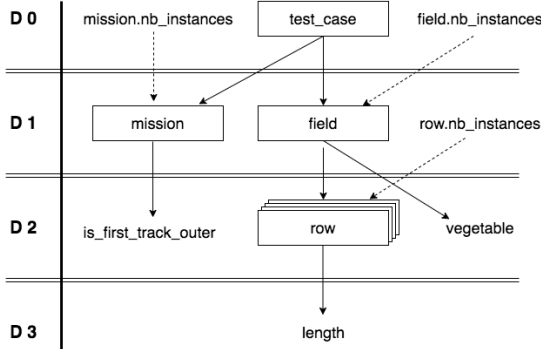 D 0 mission.nb_instances test_case field.nb_instances
D 1 mission field row.nb_instances
D 2 is_first_track_outer row vegetable
D 3 length